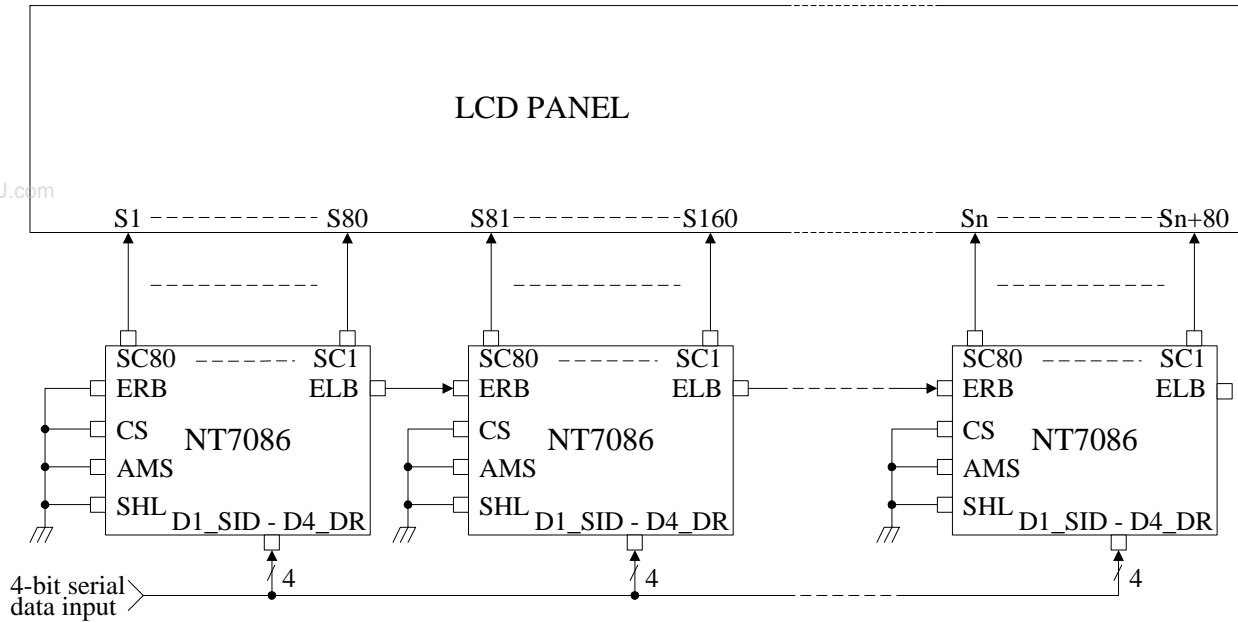 LCD PANEL
J.com
S1 S80 S81 S160 Sn Sn+80
SC80 SC1 SC80 SC1 SC80 SC1
ERB ELB ERB ELB ERB ELB
CS CS CS
NT7086 NT7086 NT7086
AMS AMS AMS
SHL SHL SHL
D1_SID - D4_DR D1_SID - D4_DR D1_SID - D4_DR
4 4 4
4-bit serial
data input